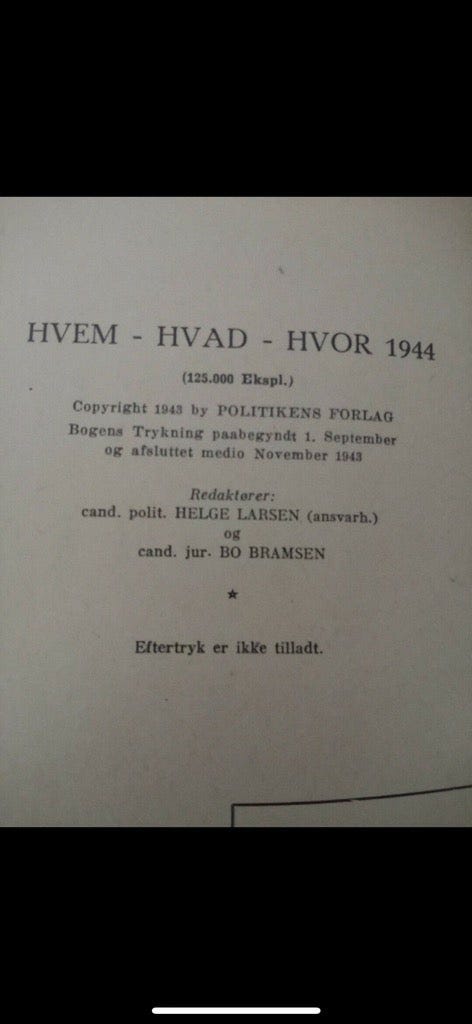 HVEM - HVAD - HVOR 1944
(125.000 Ekspl.)
Copyright 1943 by POLITIKENS FORLAG
Bogens Trykning paabegyndt 1. September
og afsluttet medio November 1943
Redaktører:
cand. polit. HELGE LARSEN (ansvarh.)
og
cand. jur. BO BRAMSEN
Eftertryk er ikke tilladt.